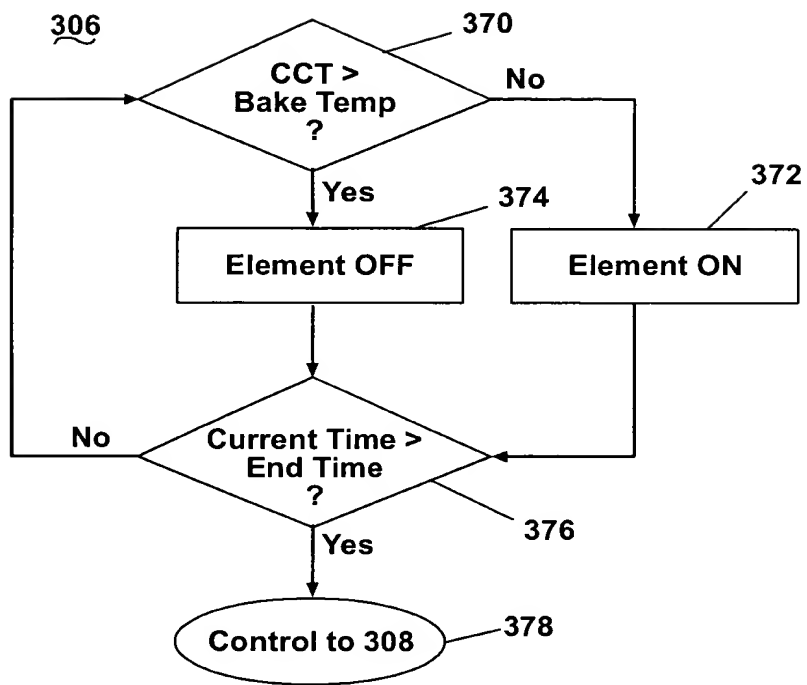 306
370
CCT >
Bake Temp
?
No
Yes
374
372
Element OFF
Element ON
No
Current Time >
End Time
?
376
Yes
Control to 308
378